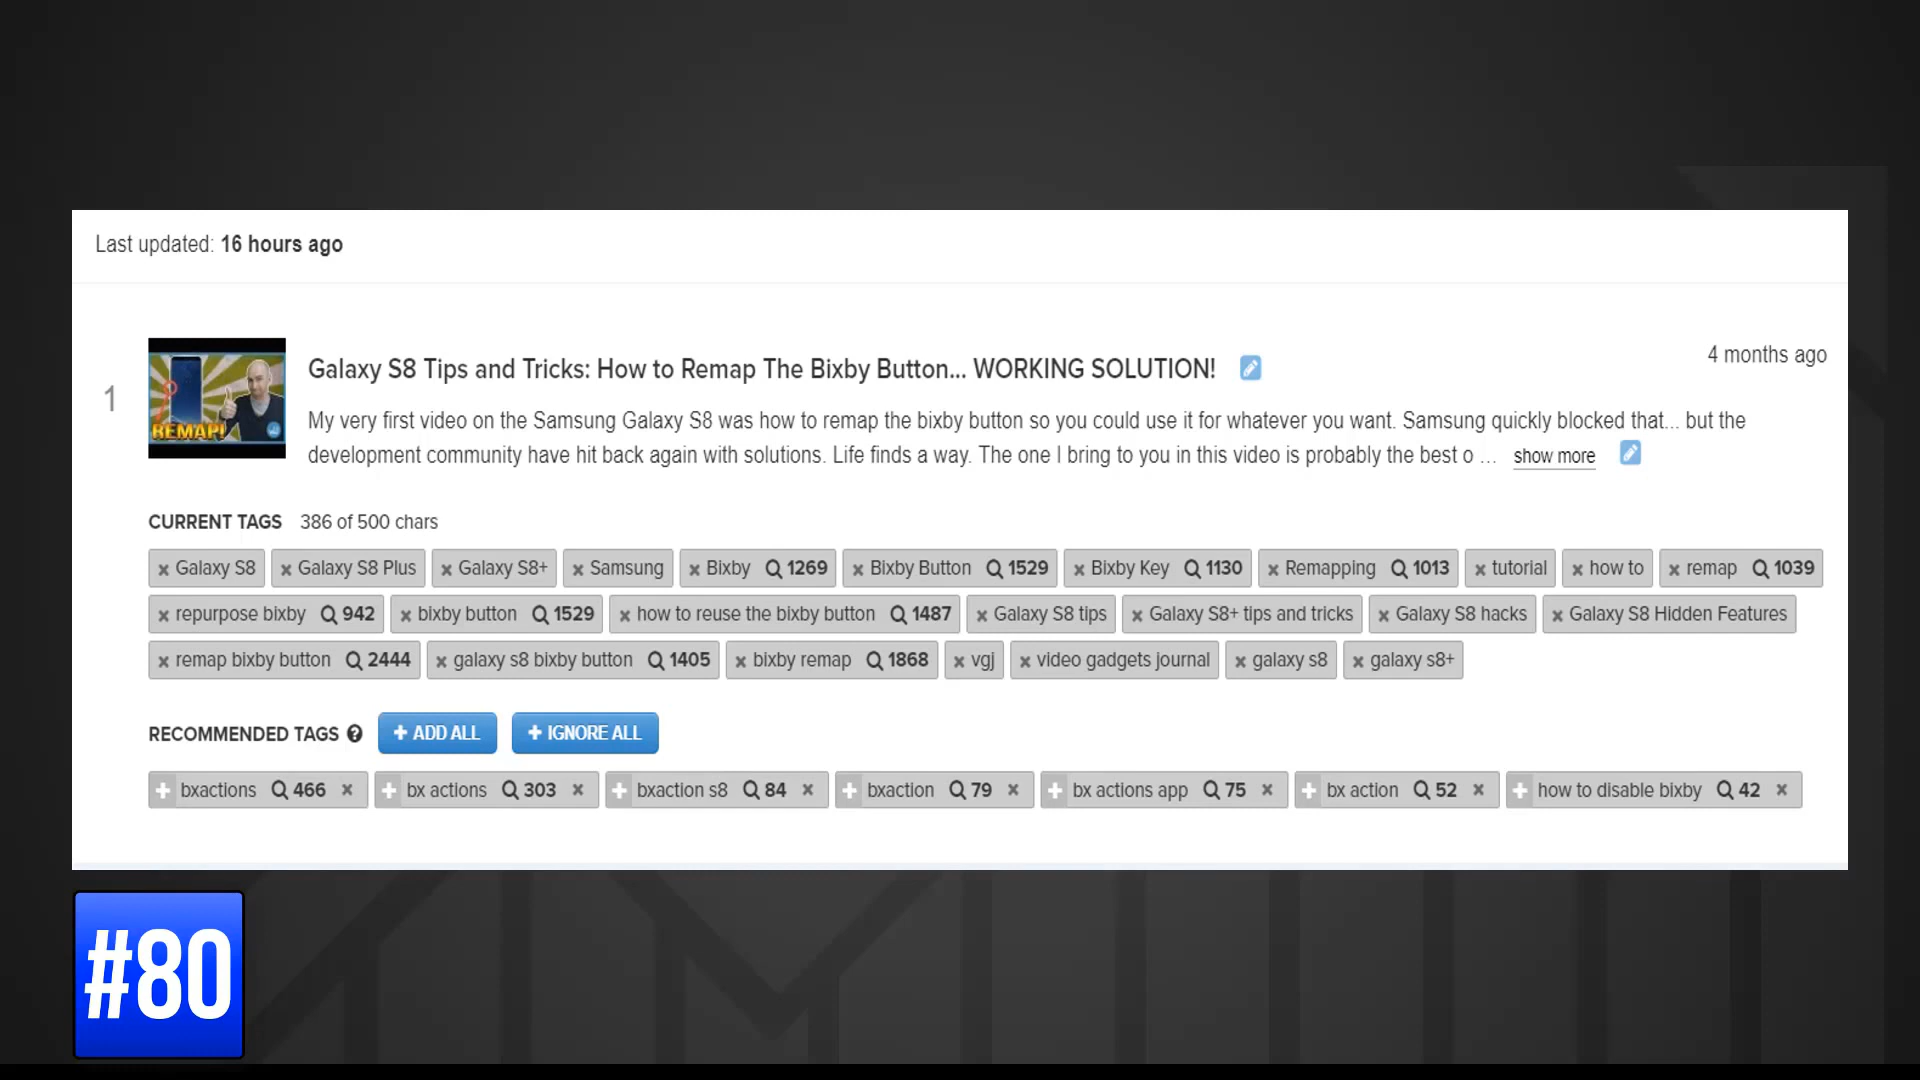 Last updated: 16 hours ago
1
REMAP!
Galaxy S8 Tips and Tricks: How to Remap The Bixby Button... WORKING SOLUTION!
4 months ago
My very first video on the Samsung Galaxy S8 was how to remap the bixby button so you could use it for whatever you want. Samsung quickly blocked that... but the
development community have hit back again with solutions. Life finds a way. The one I bring to you in this video is probably the best o ... show more
CURRENT TAGS 386 of 500 chars
× Galaxy S8 × Galaxy S8 Plus × Galaxy S8+ × Samsung × Bixby 1269 × Bixby Button 1529 × Bixby Key 1130 × Remapping 1013 × tutorial × how to × remap 1039
× repurpose bixby 942 × bixby button 1529 × how to reuse the bixby button 1487 × Galaxy S8 tips × Galaxy S8+ tips and tricks × Galaxy S8 hacks × Galaxy S8 Hidden Features
× remap bixby button 2444 × galaxy s8 bixby button 1405 × bixby remap 1868 × vgj × video gadgets journal × galaxy s8 × galaxy s8+
RECOMMENDED TAGS ? + ADD ALL + IGNORE ALL
+ bxactions 466 × + bx actions 303 × + bxaction s8 84 × + bxaction 79 × + bx actions app 75 × + bx action 52 × + how to disable bixby 42 ×
#80